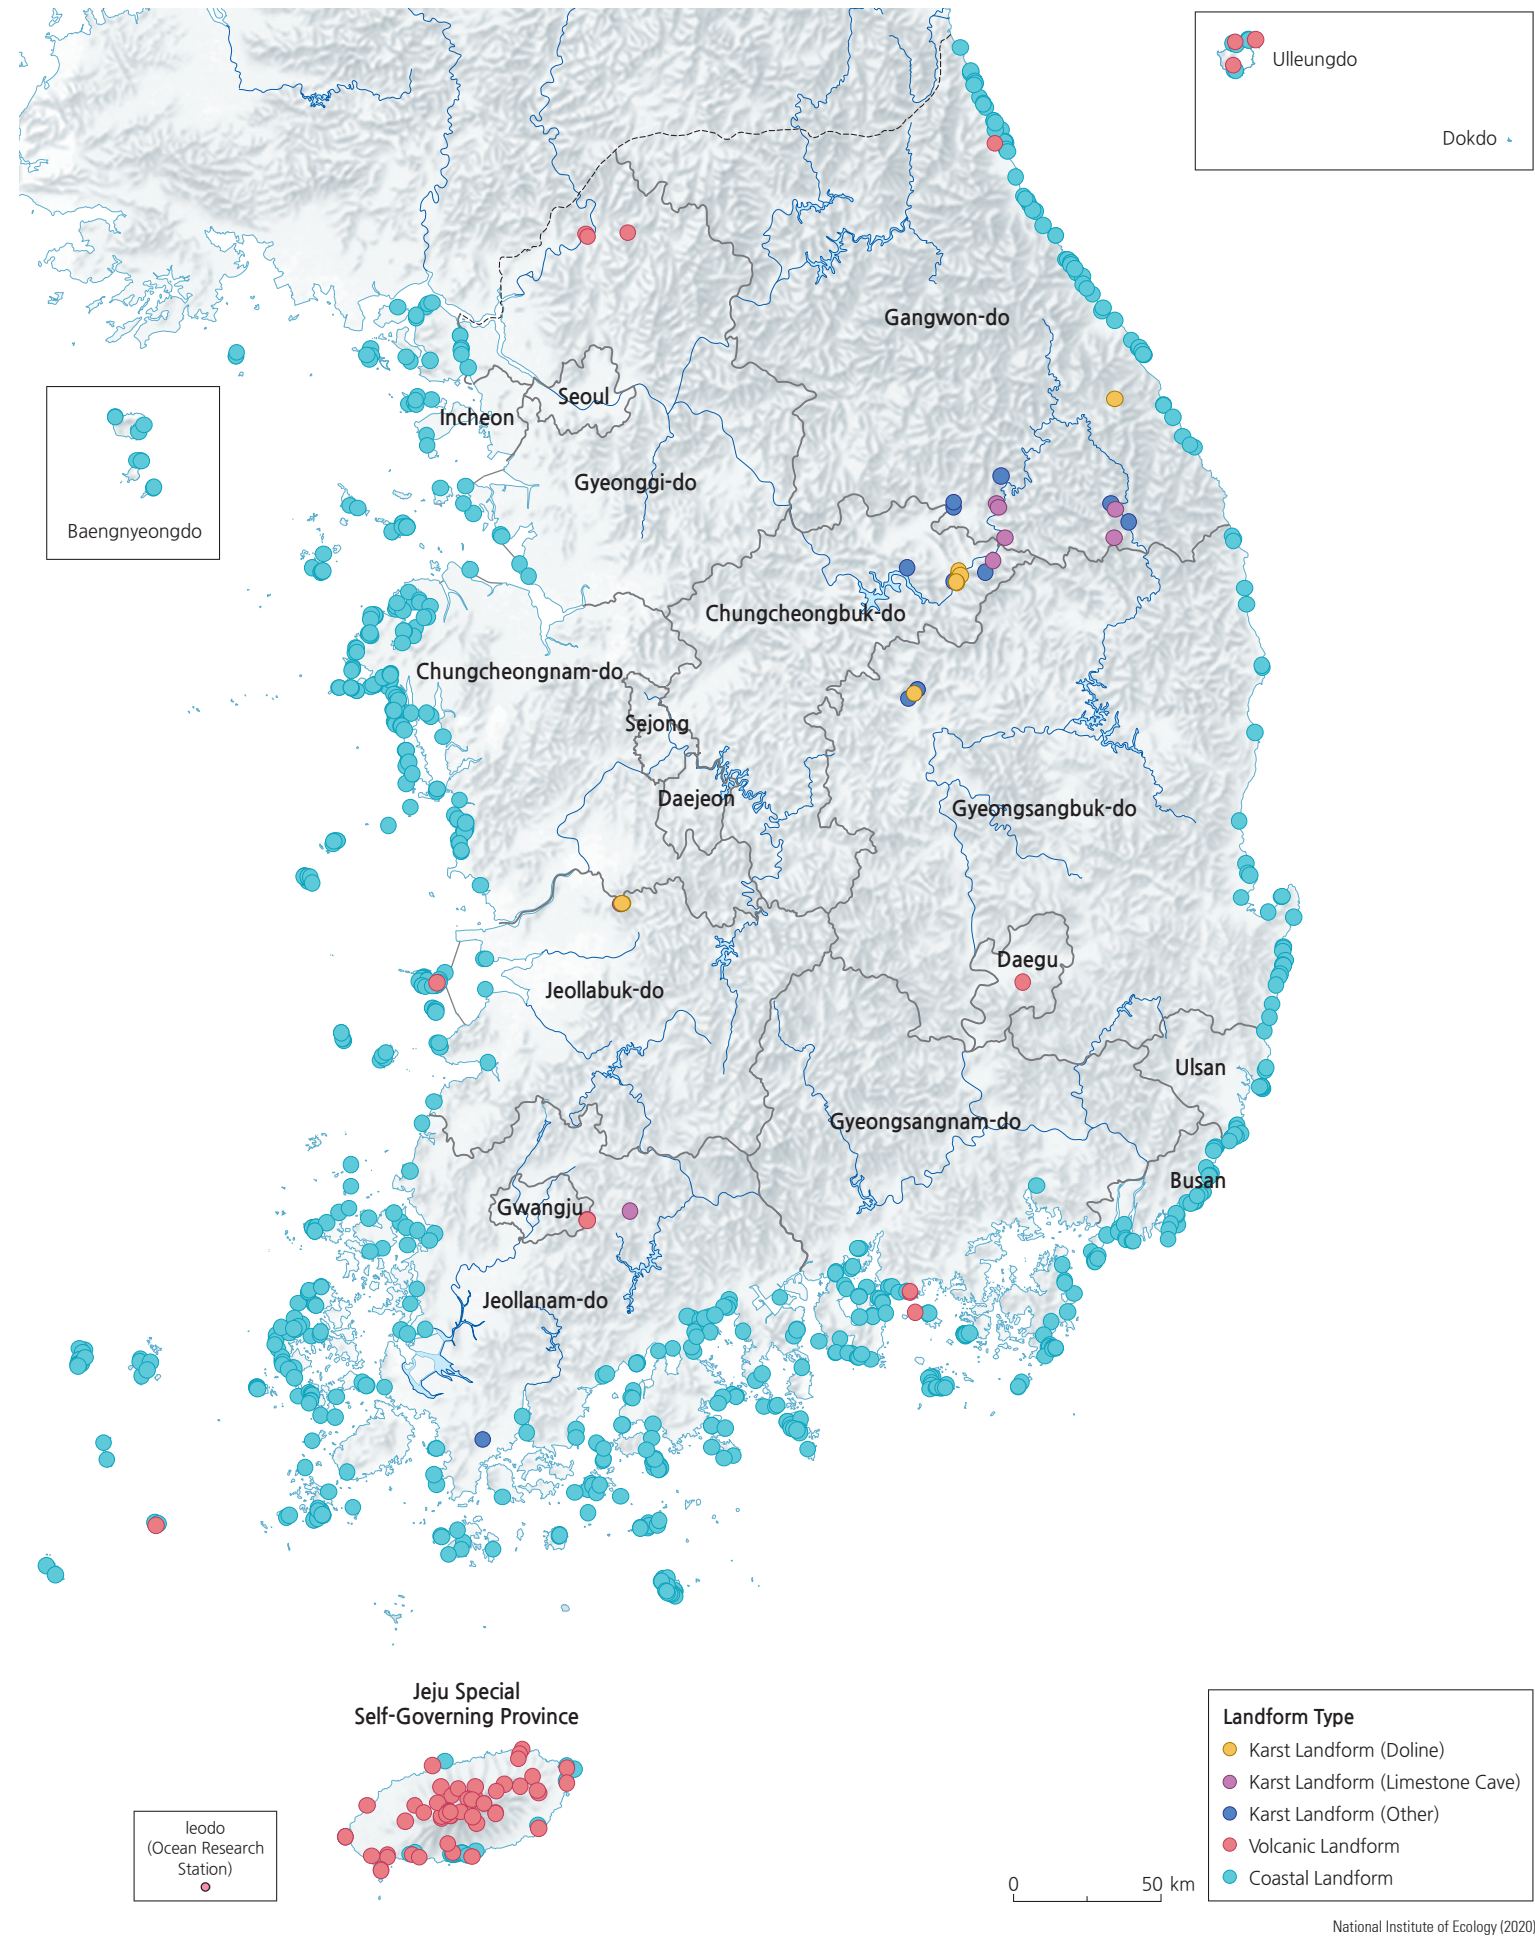 Ulleungdo
Dokdo
Gangwon-do
Seoul
Incheon
Gyeonggi-do
Baengnyeongdo
Chungcheongbuk-do
Chungcheongnam-do
Sejong
Daejeon
Gyeongsangbuk-do
Daegu
Jeollabuk-do
Ulsan
Gyeongsangnam-do
Busan
Gwangju
Jeollanam-do
Jeju Special
Self-Governing Province
Ieodo
(Ocean Research
Station)
0 50 km
Landform Type
Karst Landform (Doline)
Karst Landform (Limestone Cave)
Karst Landform (Other)
Volcanic Landform
Coastal Landform
National Institute of Ecology (2020)